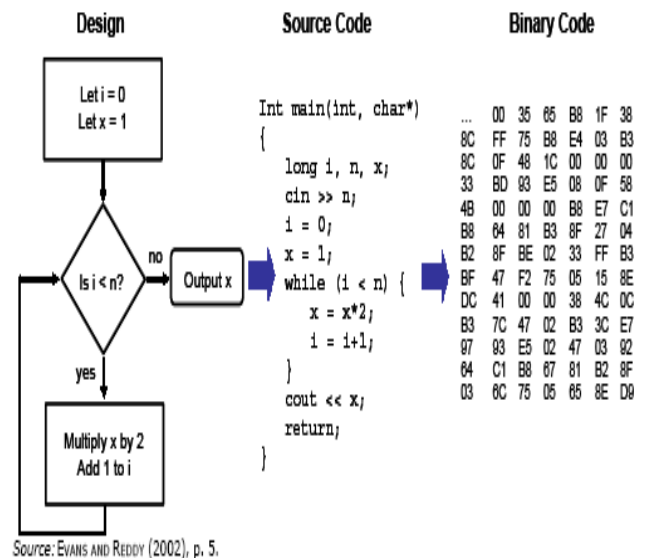 Design
Let i = 0
Let x = 1
Is i < n?
no
Output x
yes
Multiply x by 2
Add 1 to i
Source Code
Int main(int, char*)
{
long i, n, x;
cin >> n;
i = 0;
x = 1;
while (i < n) {
x = x*2;
i = i+1;
}
cout << x;
return;
}
Binary Code
... 00 35 65 B8 1F 38
8C FF 75 B8 E4 03 B3
8C 0F 48 1C 00 00 00
33 BD 93 E5 08 0F 58
4B 00 00 00 B8 E7 C1
B8 64 81 B3 8F 27 04
B2 8F BE 02 33 FF B3
BF 47 F2 75 05 15 8E
DC 41 00 00 38 4C 0C
B3 7C 47 02 B3 3C E7
97 93 E5 02 47 03 92
64 C1 B8 67 81 B2 8F
03 6C 75 05 65 8E D9
Source: EVANS AND REDDY (2002), p. 5.